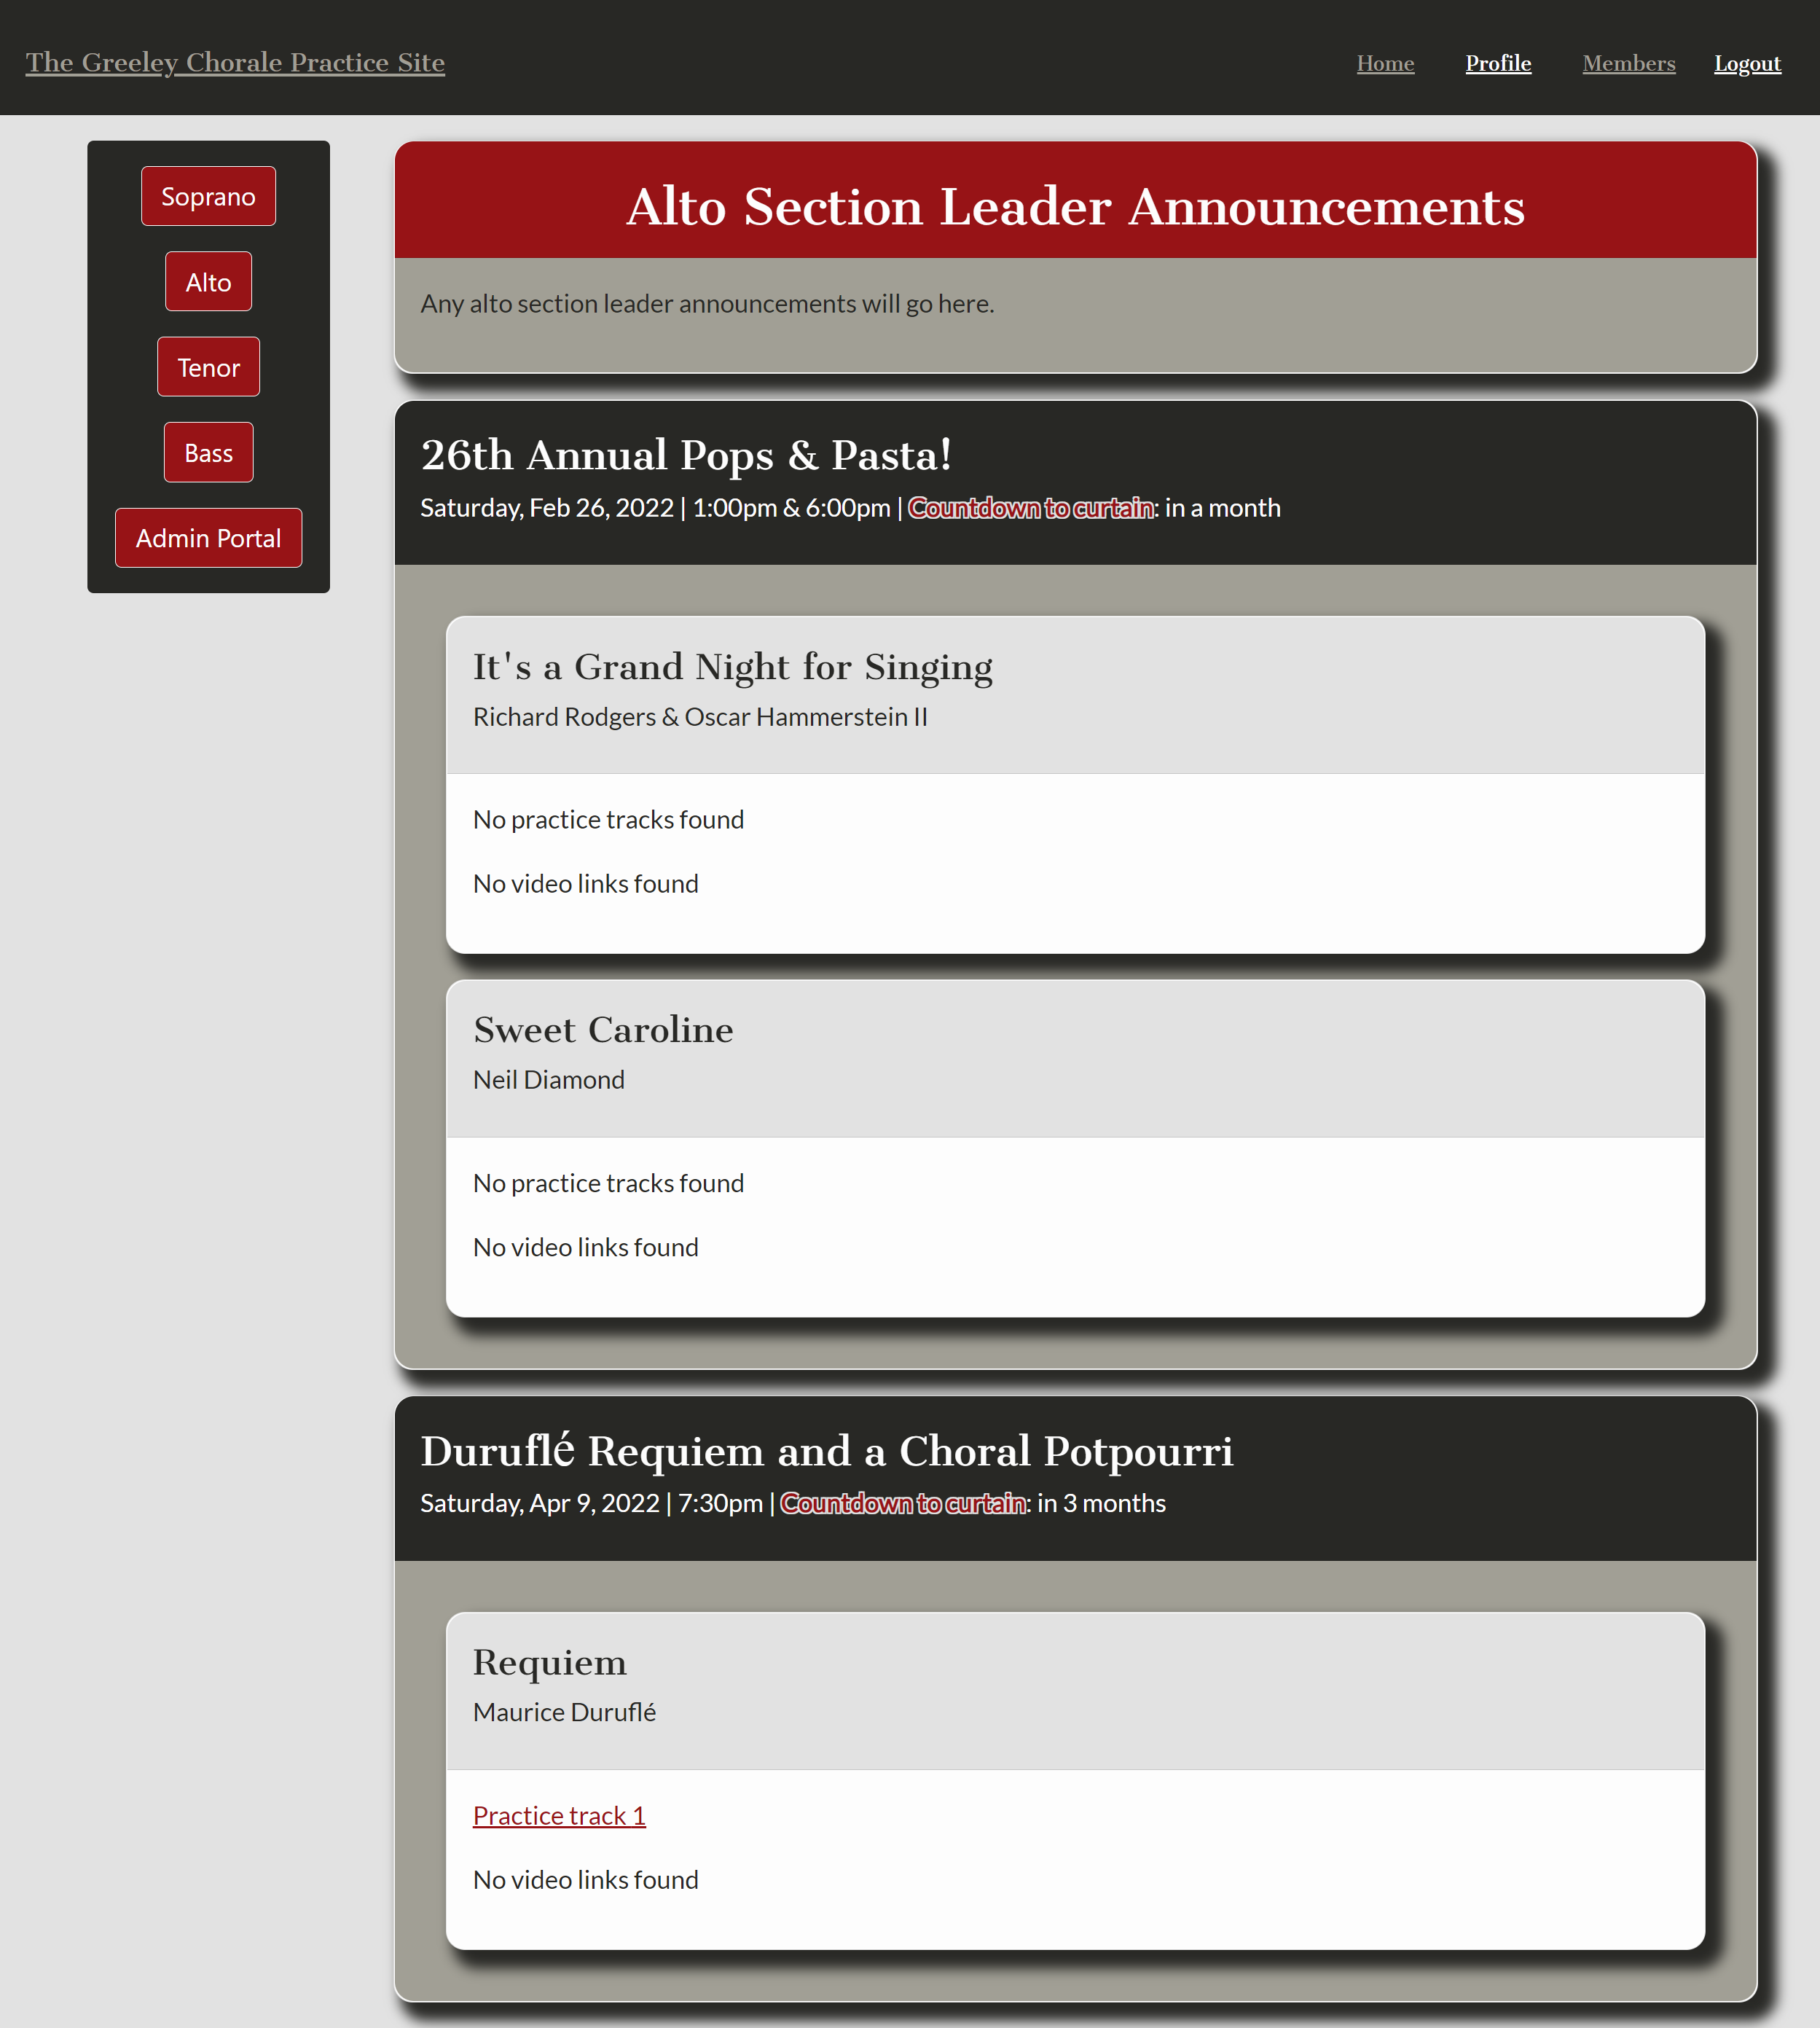 The Greeley Chorale Practice Site
Home Profile Members Logout
Soprano
Alto
Tenor
Bass
Admin Portal
Alto Section Leader Announcements
Any alto section leader announcements will go here.
26th Annual Pops & Pasta!
Saturday, Feb 26, 2022 | 1:00pm & 6:00pm | Countdown to curtain: in a month
It's a Grand Night for Singing
Richard Rodgers & Oscar Hammerstein II
No practice tracks found
No video links found
Sweet Caroline
Neil Diamond
No practice tracks found
No video links found
Duruflé Requiem and a Choral Potpourri
Saturday, Apr 9, 2022 | 7:30pm | Countdown to curtain: in 3 months
Requiem
Maurice Duruflé
Practice track 1
No video links found